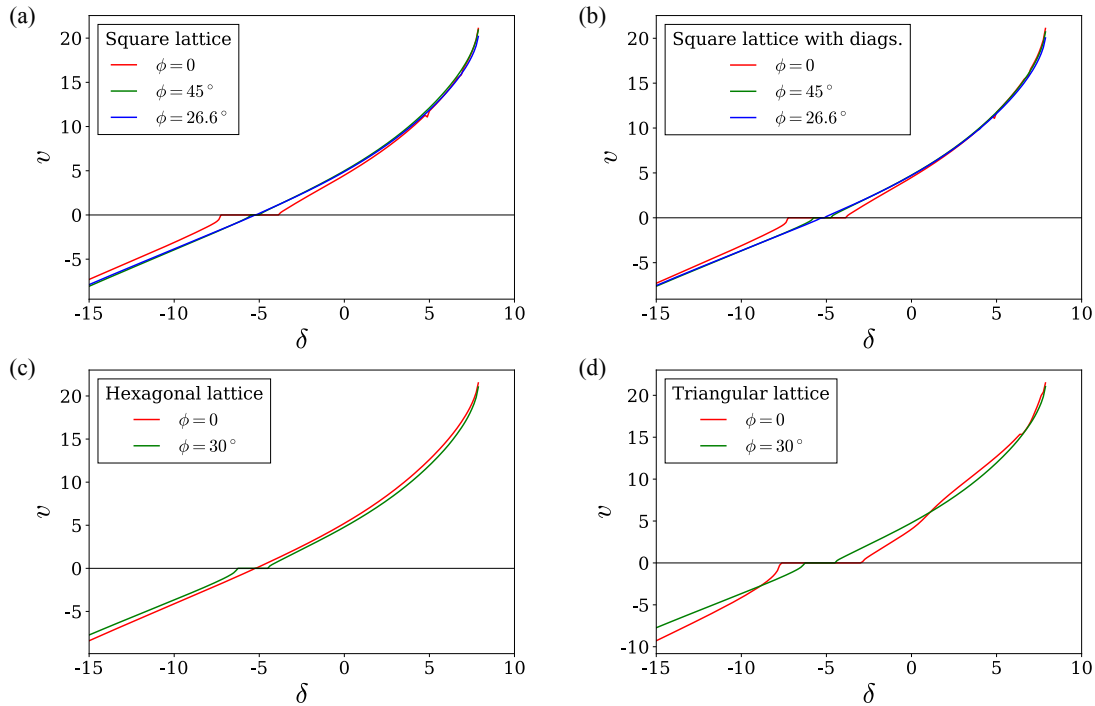 (a)
Square lattice
ϕ = 0
ϕ = 45°
ϕ = 26.6°
20
15
10
5
0
-5
v
-15
-10
-5
0
5
10
δ
(b)
Square lattice with diags.
ϕ = 0
ϕ = 45°
ϕ = 26.6°
20
15
10
5
0
-5
v
-15
-10
-5
0
5
10
δ
(c)
Hexagonal lattice
ϕ = 0
ϕ = 30°
20
15
10
5
0
-5
v
-15
-10
-5
0
5
10
δ
(d)
Triangular lattice
ϕ = 0
ϕ = 30°
20
15
10
5
0
-5
-10
v
-15
-10
-5
0
5
10
δ